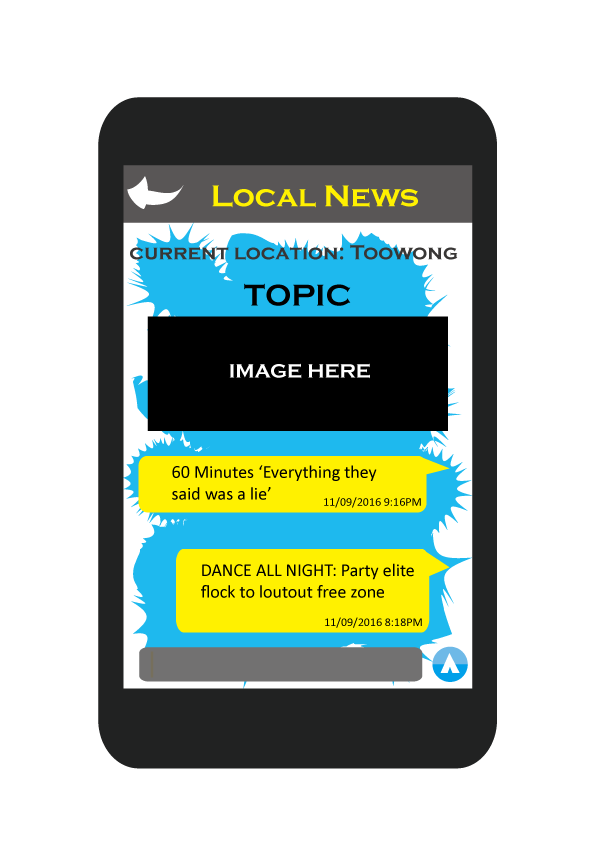 Local News
current location: Toowong
TOPIC
IMAGE HERE
60 Minutes ‘Everything they
said was a lie’
11/09/2016 9:16PM
DANCE ALL NIGHT: Party elite
flock to loutout free zone
11/09/2016 8:18PM